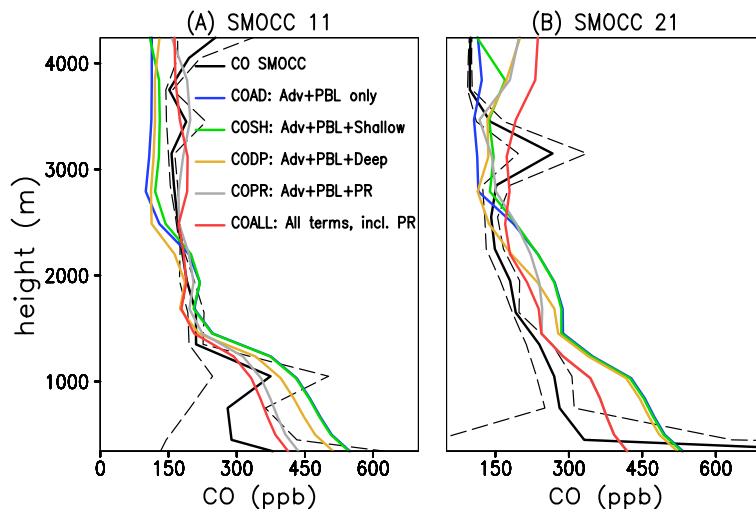 (A) SMOCC 11
(B) SMOCC 21
CO SMOCC
COAD: Adv+PBL only
COSH: Adv+PBL+Shallow
CODP: Adv+PBL+Deep
COPR: Adv+PBL+PR
COALL: All terms, incl. PR
height (m)
4000
3000
2000
1000
0
150
300
450
600
150
300
450
600
CO (ppb)
CO (ppb)